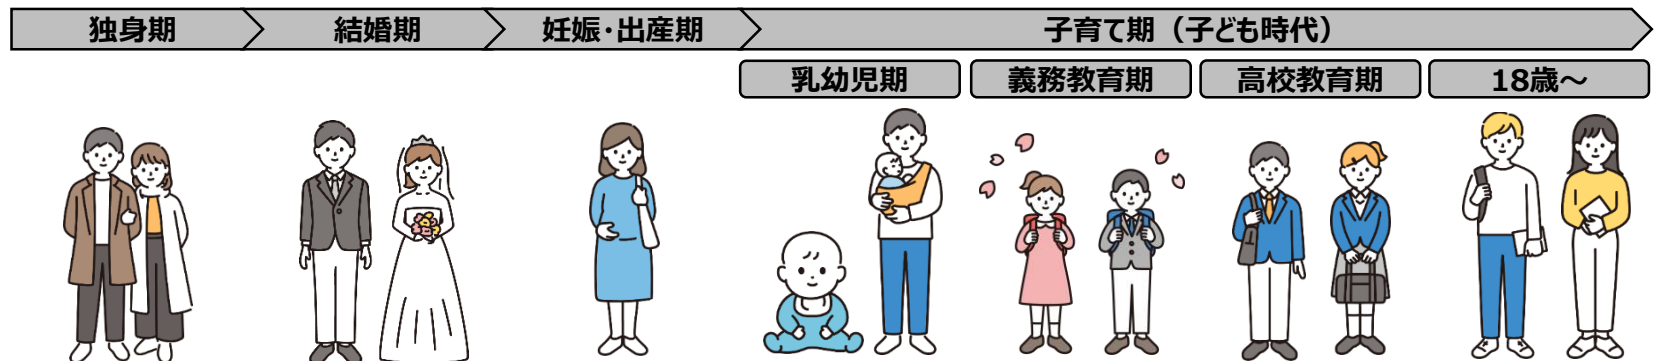 独身期
結婚期
妊娠・出産期
子育て期（子ども時代）
乳幼児期
義務教育期
高校教育期
18歳～